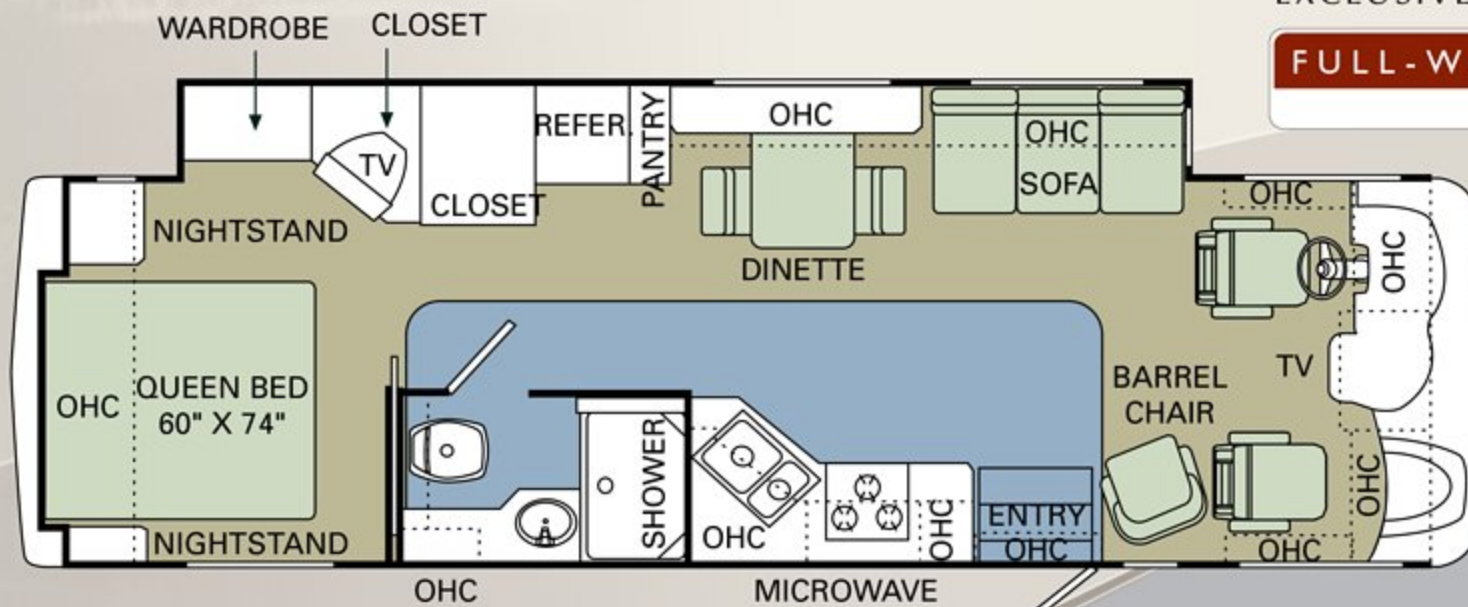 EXCLUSIVE
FULL-W
WARDROBE
CLOSET
TV
CLOSET
REFER.
PANTRY
OHC
OHC
SOFA
OHC
OHC
NIGHTSTAND
DINETTE
OHC
QUEEN BED
60" X 74"
NIGHTSTAND
SHOWER
OHC
OHC
ENTRY
OHC
BARREL
CHAIR
TV
OHC
OHC
OHC
MICROWAVE